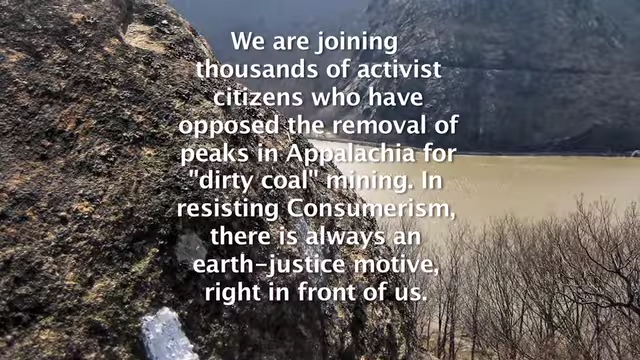 We are joining
thousands of activist
citizens who have
opposed the removal of
peaks in Appalachia for
"dirty coal" mining. In
resisting Consumerism,
there is always an
earth-justice motive,
right in front of us.